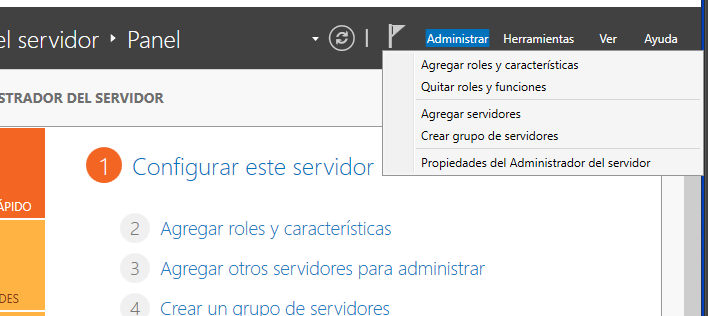 el servidor ‣ Panel
Administrar Herramientas Ver Ayuda
Agregar roles y características
Quitar roles y funciones
Agregar servidores
Crear grupo de servidores
Propiedades del Administrador del servidor
STRADOR DEL SERVIDOR
1 Configurar este servidor
ÁPIDO
2 Agregar roles y características
3 Agregar otros servidores para administrar
DES
4 Crear un grupo de servidores